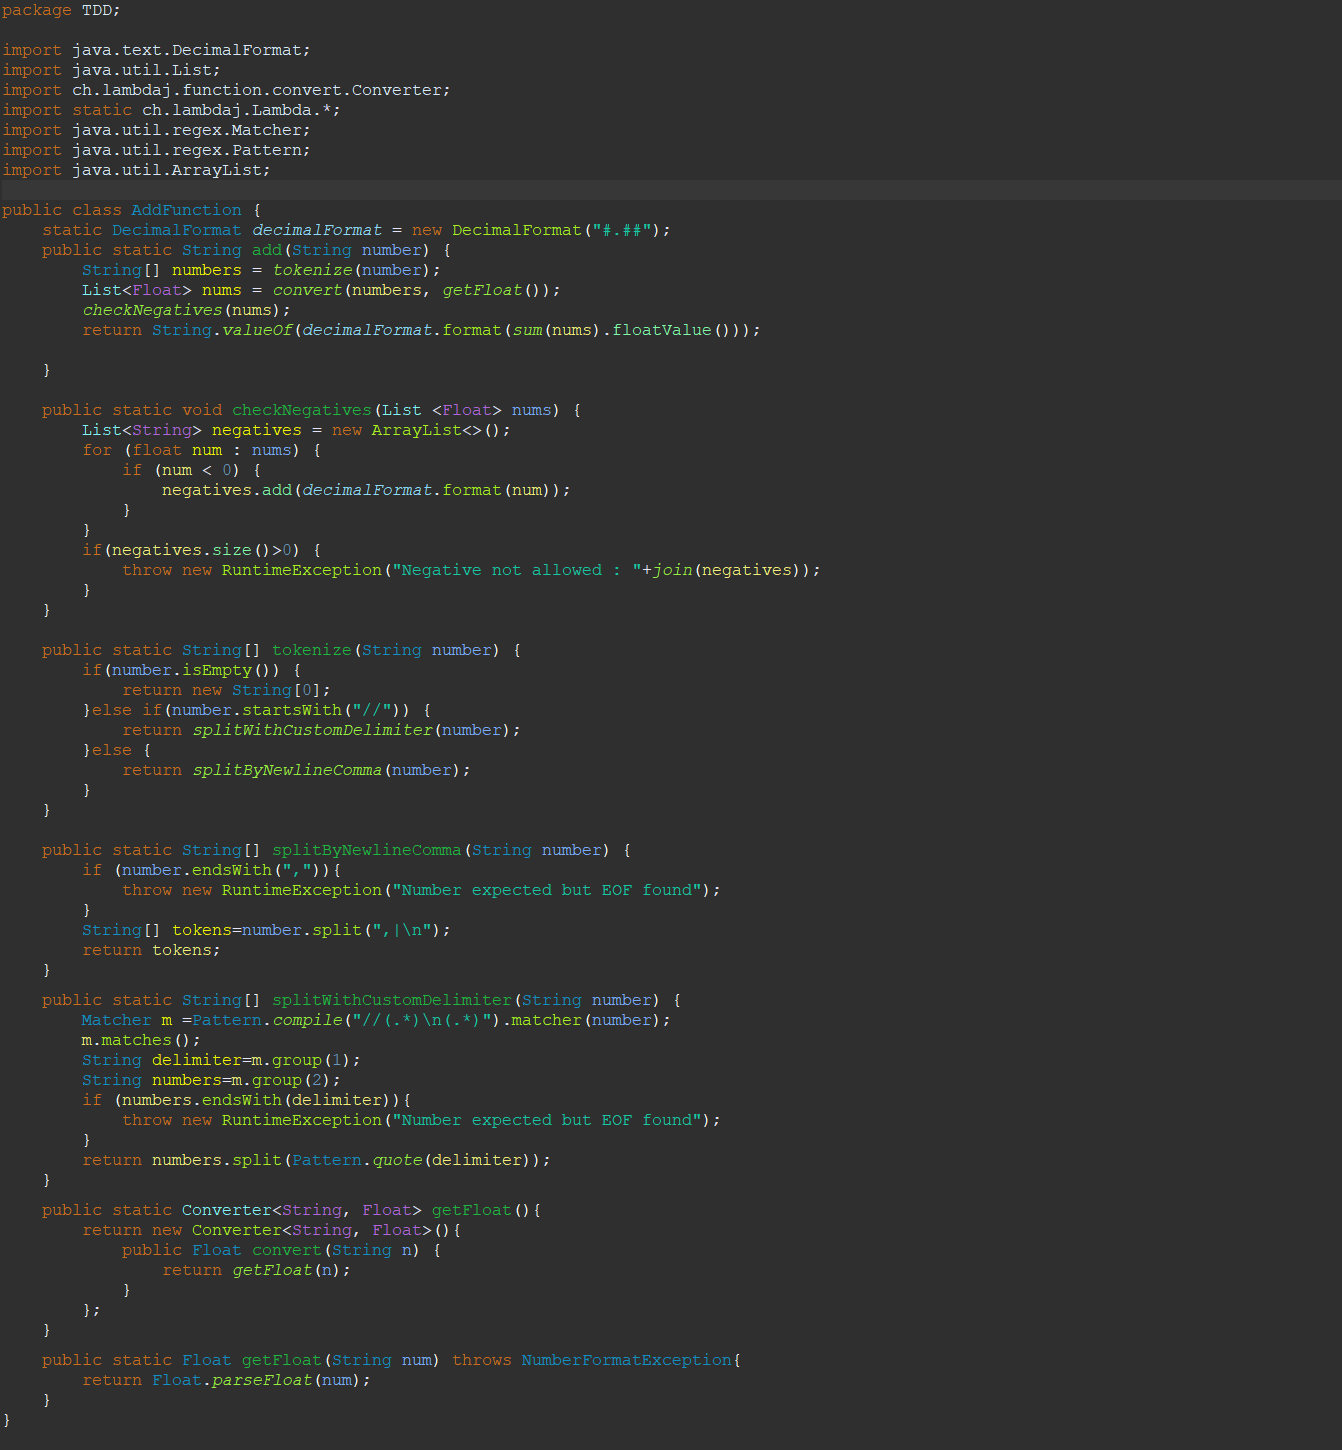 package TDD;
import java.text.DecimalFormat;
import java.util.List;
import ch.lambdaj.function.convert.Converter;
import static ch.lambdaj.Lambda.*;
import java.util.regex.Matcher;
import java.util.regex.Pattern;
import java.util.ArrayList;
public class AddFunction {
    static DecimalFormat decimalFormat = new DecimalFormat("#.##");
    public static String add(String number) {
        String[] numbers = tokenize(number);
        List<Float> nums = convert(numbers, getFloat());
        checkNegatives(nums);
        return String.valueOf(decimalFormat.format(sum(nums).floatValue()));
    }
    public static void checkNegatives(List <Float> nums) {
        List<String> negatives = new ArrayList<>();
        for (float num : nums) {
            if (num < 0) {
                negatives.add(decimalFormat.format(num));
            }
        }
        if(negatives.size()>0) {
            throw new RuntimeException("Negative not allowed : "+join(negatives));
        }
    }
    public static String[] tokenize(String number) {
        if(number.isEmpty()) {
            return new String[0];
        }else if(number.startsWith("//")) {
            return splitWithCustomDelimiter(number);
        }else {
            return splitByNewlineComma(number);
        }
    }
    public static String[] splitByNewlineComma(String number) {
        if (number.endsWith(",")){
            throw new RuntimeException("Number expected but EOF found");
        }
        String[] tokens=number.split(",|\n");
        return tokens;
    }
    public static String[] splitWithCustomDelimiter(String number) {
        Matcher m =Pattern.compile("//(.*)\n(.*)").matcher(number);
        m.matches();
        String delimiter=m.group(1);
        String numbers=m.group(2);
        if (numbers.endsWith(delimiter)){
            throw new RuntimeException("Number expected but EOF found");
        }
        return numbers.split(Pattern.quote(delimiter));
    }
    public static Converter<String, Float> getFloat(){
        return new Converter<String, Float>(){
            public Float convert(String n) {
                return getFloat(n);
            }
        };
    }
    public static Float getFloat(String num) throws NumberFormatException{
        return Float.parseFloat(num);
    }
}